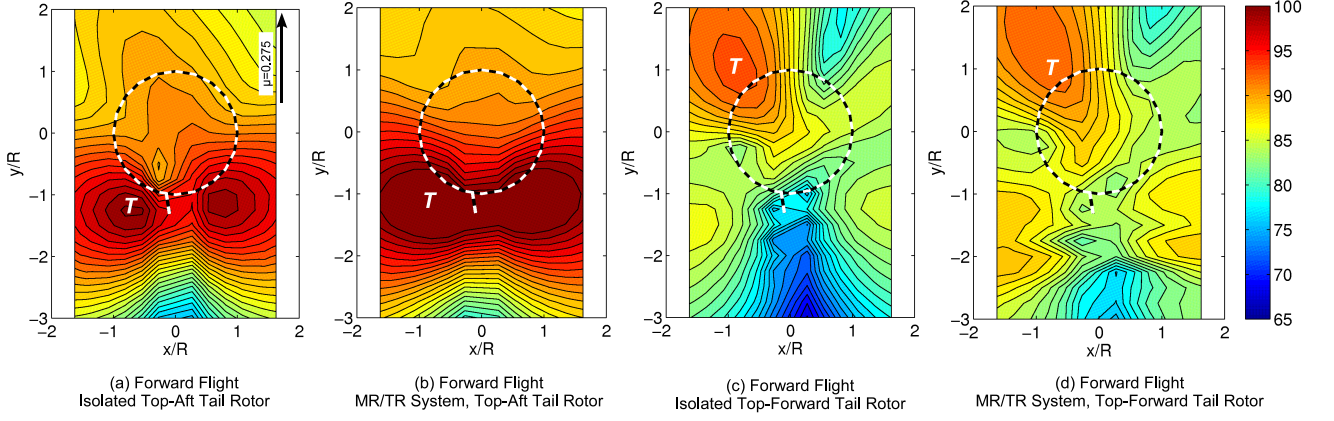 2
1
0
−1
−2
−3
y/R
−2
−1
0
1
2
x/R
μ=0.275
T
(a) Forward Flight
Isolated Top-Aft Tail Rotor
2
1
0
−1
−2
−3
y/R
−2
−1
0
1
2
x/R
T
(b) Forward Flight
MR/TR System, Top-Aft Tail Rotor
2
1
0
−1
−2
−3
y/R
−2
−1
0
1
2
x/R
T
(c) Forward Flight
Isolated Top-Forward Tail Rotor
2
1
0
−1
−2
−3
y/R
−2
−1
0
1
2
x/R
T
(d) Forward Flight
MR/TR System, Top-Forward Tail Rotor
100
95
90
85
80
75
70
65